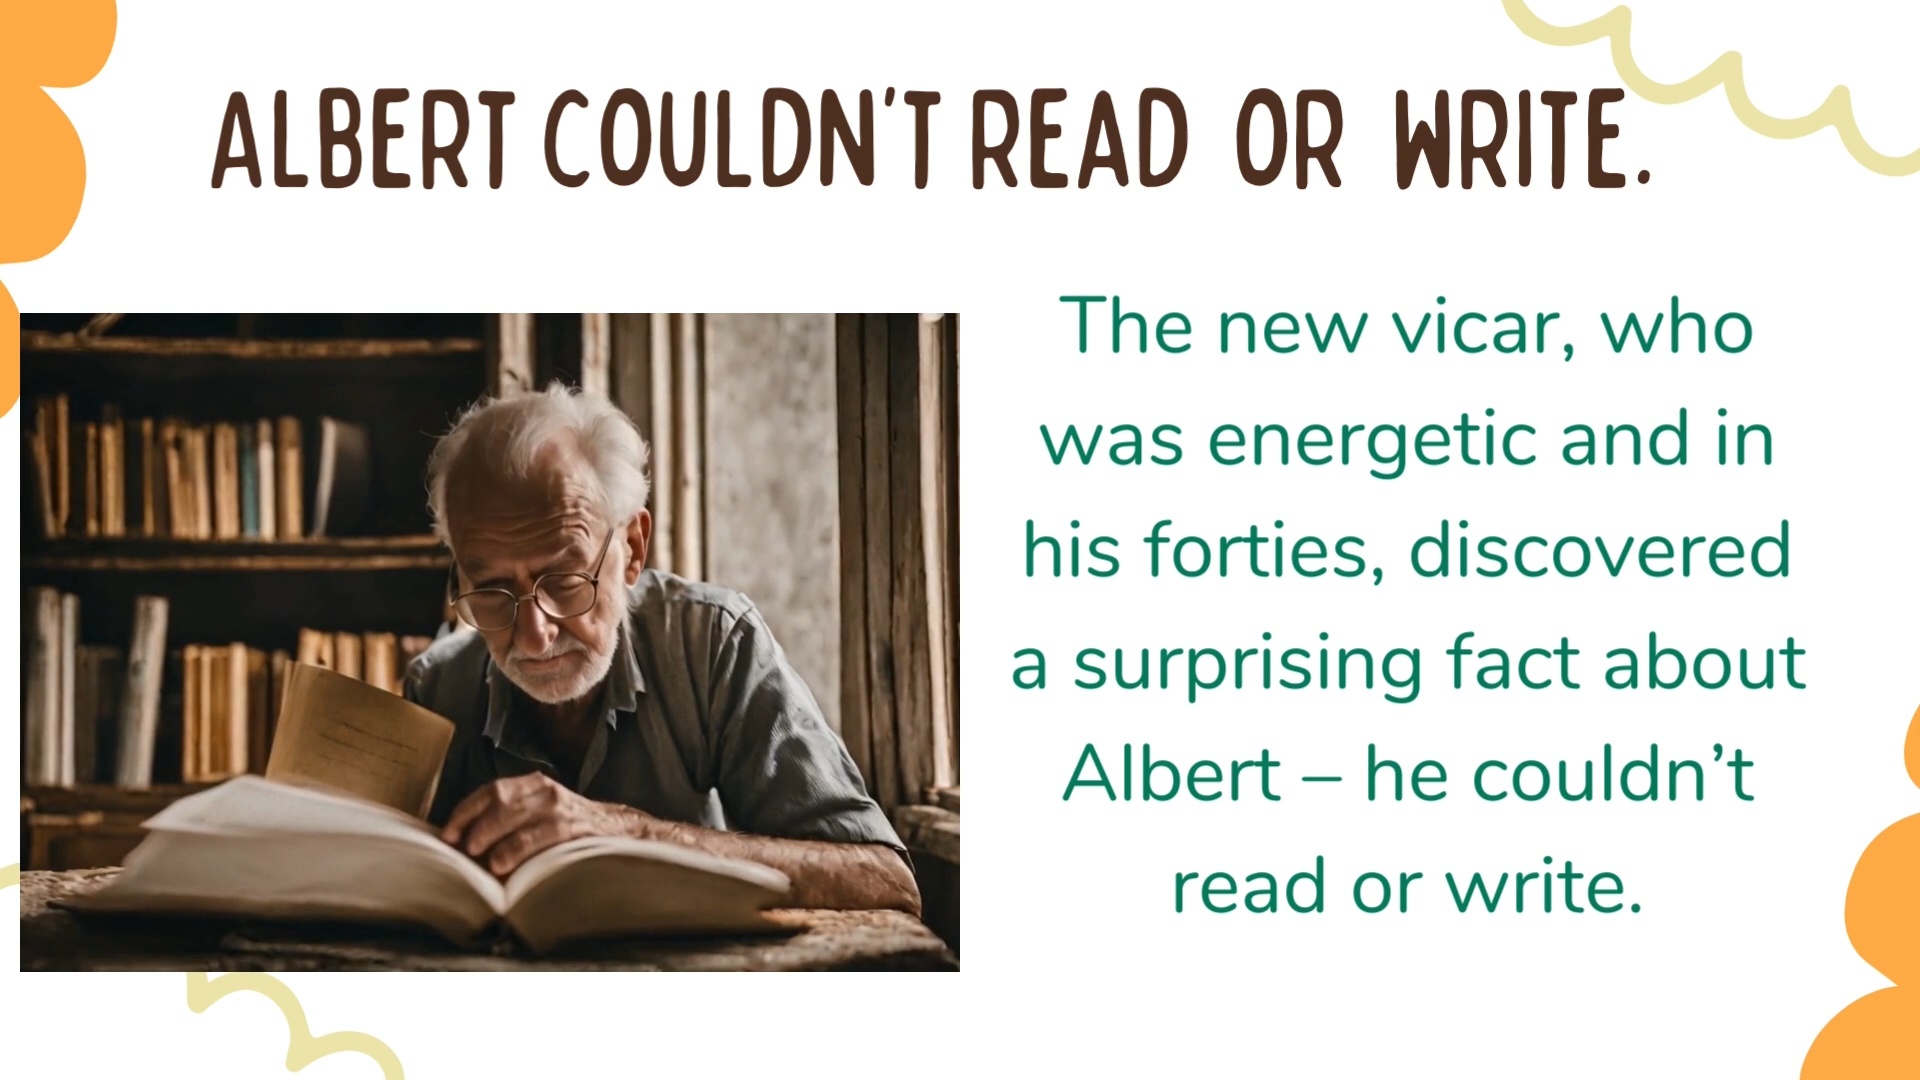 ALBERT COULDN'T READ OR WRITE.
The new vicar, who
was energetic and in
his forties, discovered
a surprising fact about
Albert – he couldn't
read or write.